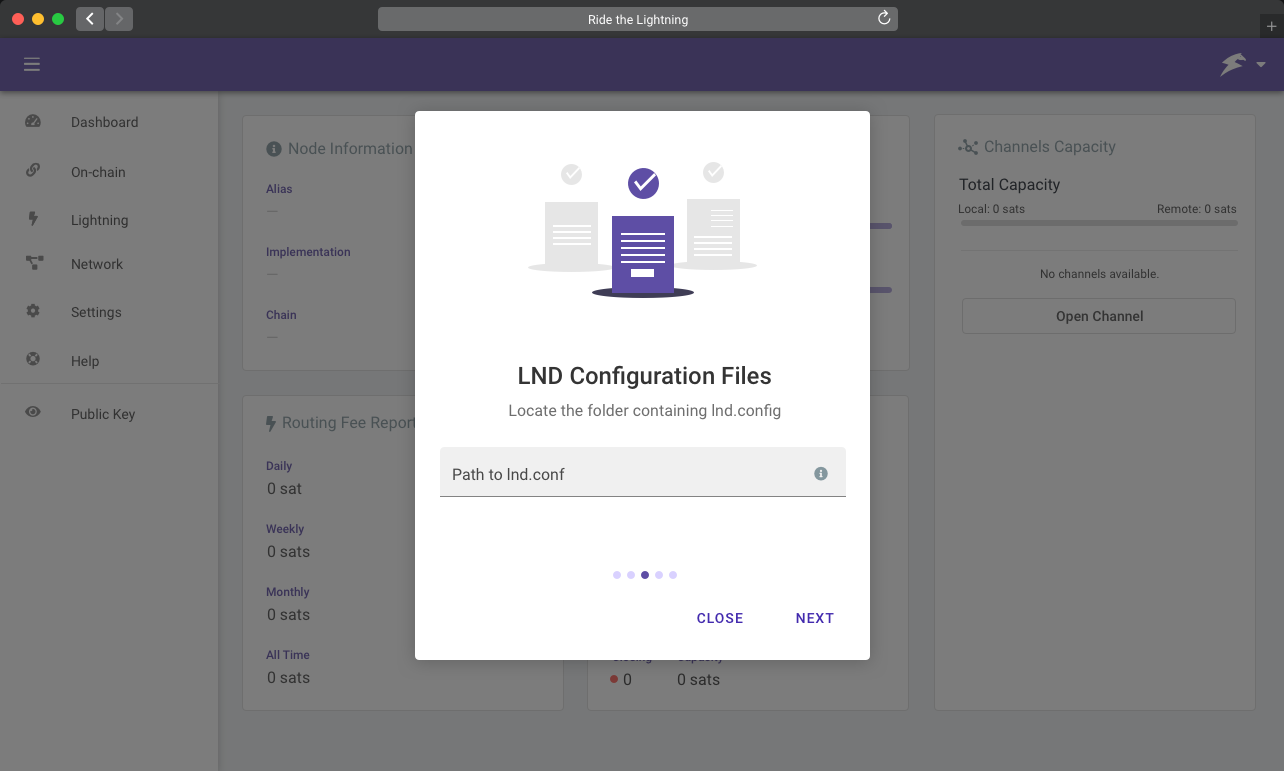 Ride the Lightning
Dashboard
On-chain
Lightning
Network
Settings
Help
Public Key
Node Information
Alias
—
Implementation
—
Chain
—
Routing Fee Report
Daily
0 sat
Weekly
0 sats
Monthly
0 sats
All Time
0 sats
LND Configuration Files
Locate the folder containing lnd.config
Path to lnd.conf
CLOSE NEXT
Closing Capacity
0 0 sats
Channels Capacity
Total Capacity
Local: 0 sats Remote: 0 sats
No channels available.
Open Channel